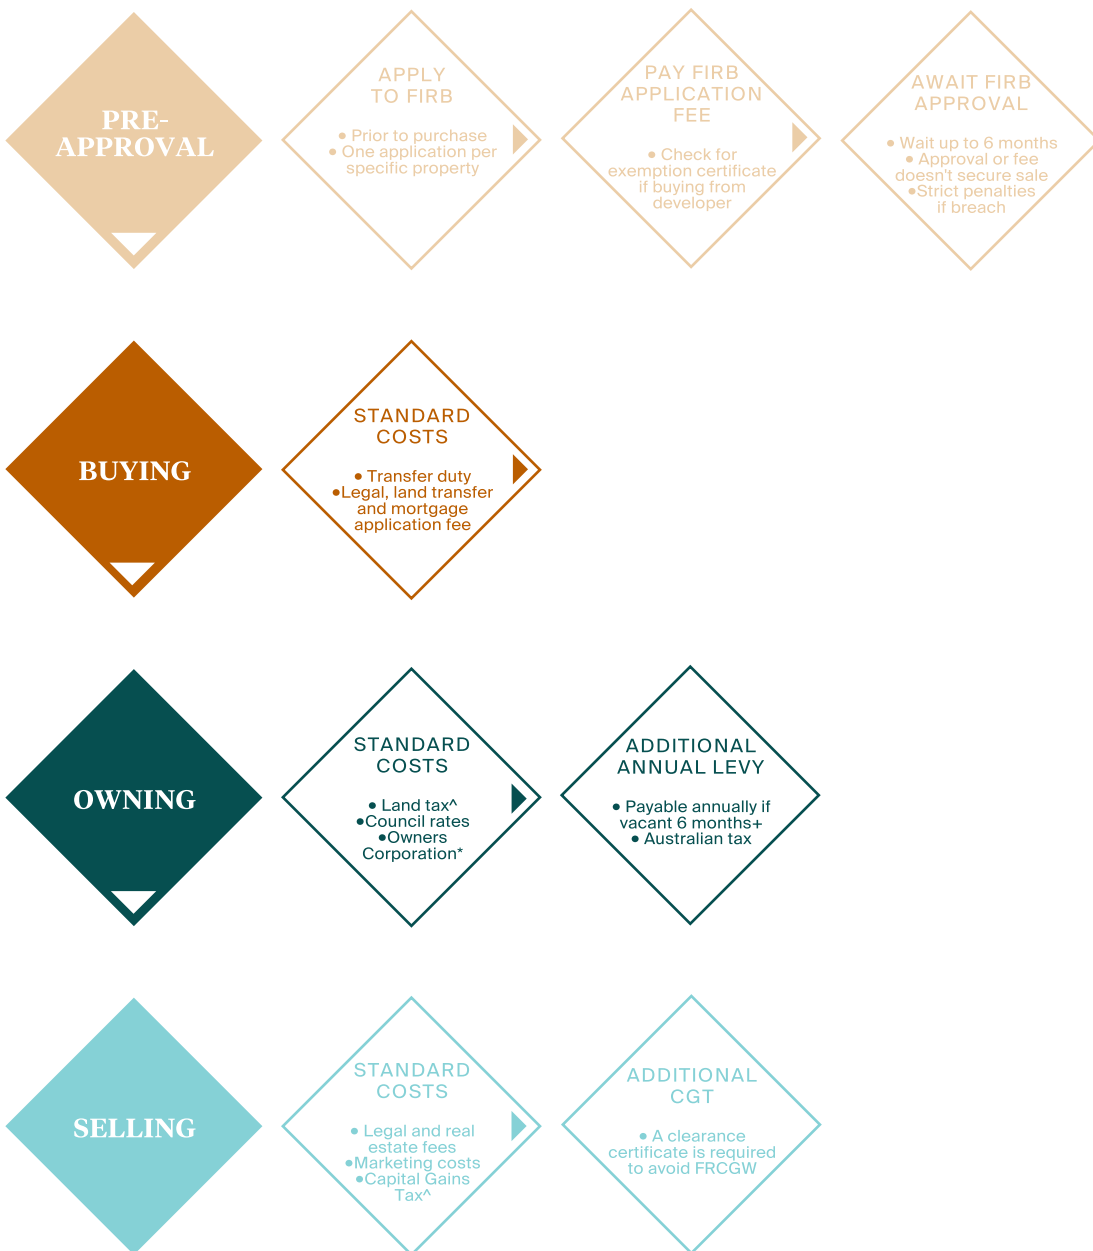 PRE-
APPROVAL
APPLY
TO FIRB
• Prior to purchase
• One application per
specific property
PAY FIRB
APPLICATION
FEE
• Check for
exemption certificate
if buying from
developer
AWAIT FIRB
APPROVAL
• Wait up to 6 months
• Approval or fee
doesn't secure sale
•Strict penalties
if breach
BUYING
STANDARD
COSTS
• Transfer duty
•Legal, land transfer
and mortgage
application fee
OWNING
STANDARD
COSTS
• Land tax^
•Council rates
•Owners
Corporation*
ADDITIONAL
ANNUAL LEVY
• Payable annually if
vacant 6 months+
• Australian tax
SELLING
STANDARD
COSTS
• Legal and real
estate fees
•Marketing costs
•Capital Gains
Tax^
ADDITIONAL
CGT
• A clearance
certificate is required
to avoid FRCGW